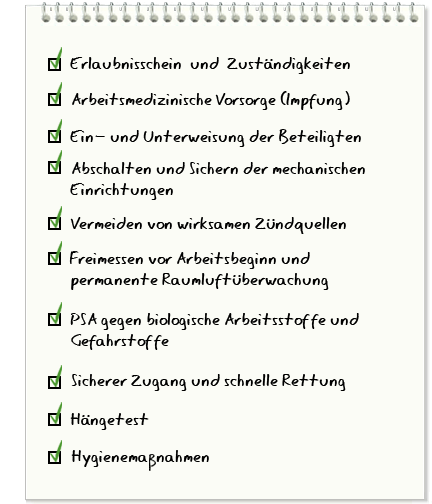 Erlaubnisschein und Zuständigkeiten
Arbeitsmedizinische Vorsorge (Impfung)
Ein- und Unterweisung der Beteiligten
Abschalten und Sichern der mechanischen
Einrichtungen
Vermeiden von wirksamen Zündquellen
Freimessen vor Arbeitsbeginn und
permanente Raumluftüberwachung
PSA gegen biologische Arbeitsstoffe und
Gefahrstoffe
Sicherer Zugang und schnelle Rettung
Hängetest
Hygienemaßnahmen